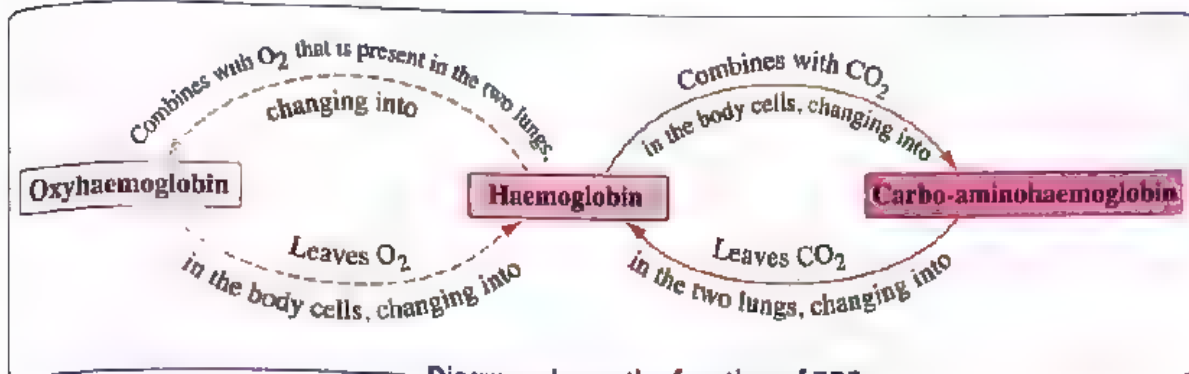 Combines with O2 that is present in the two lungs,
changing into
Combines with CO2
in the body cells, changing into
Oxyhaemoglobin
Haemoglobin
Carbo-aminohaemoglobin
Leaves O2
in the body cells, changing into
Leaves CO2
in the two lungs, changing into